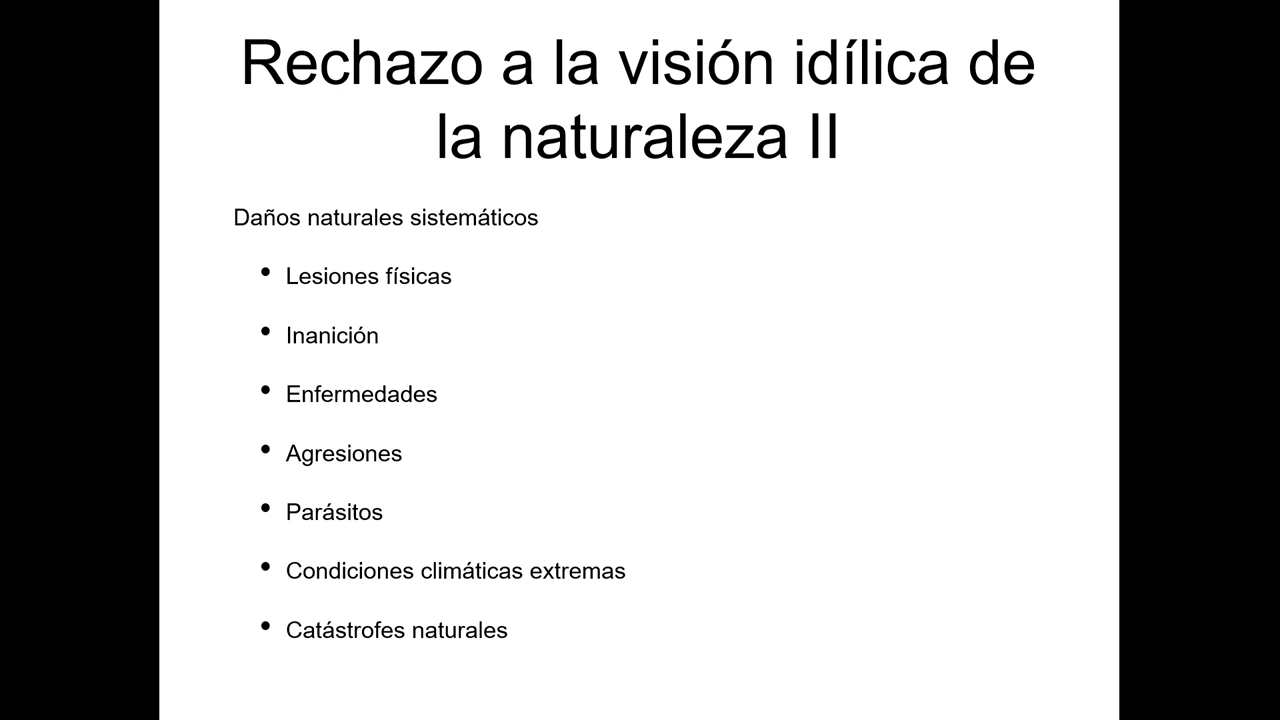 Rechazo a la visión idílica de
la naturaleza II
Daños naturales sistemáticos
• Lesiones físicas
• Inanición
• Enfermedades
• Agresiones
• Parásitos
• Condiciones climáticas extremas
• Catástrofes naturales